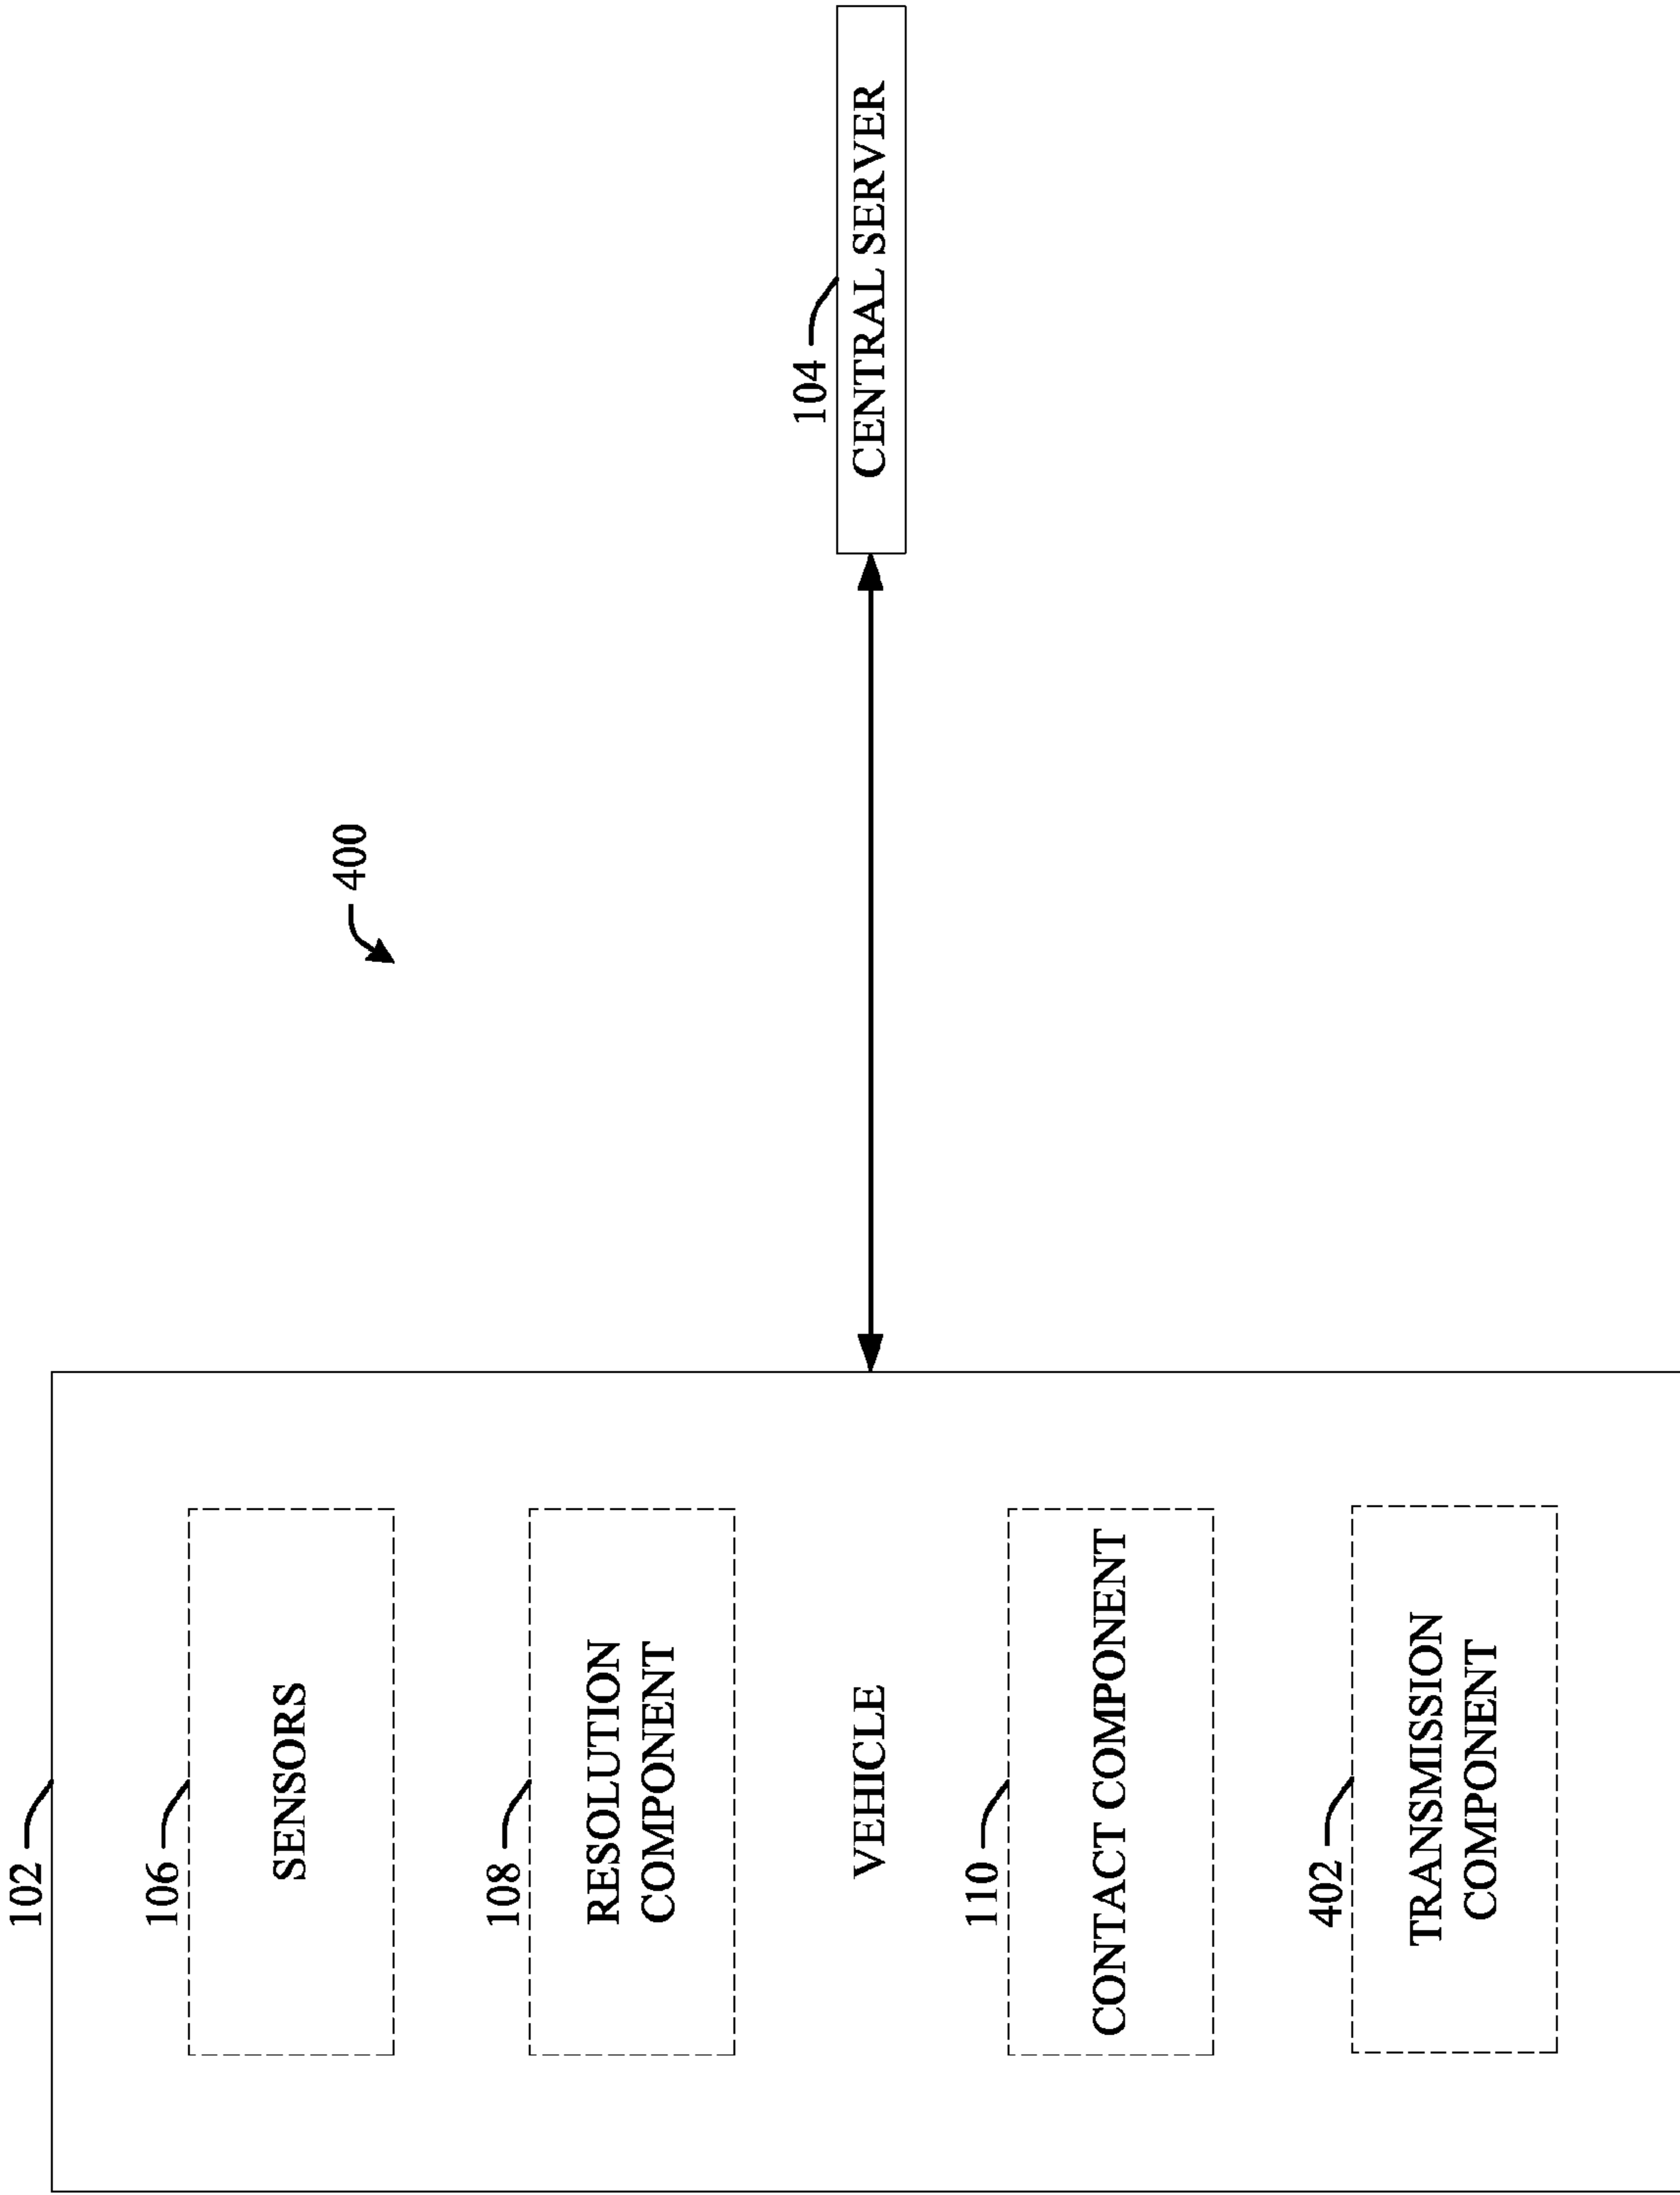 400
102
106
SENSORS
108
RESOLUTION
COMPONENT
VEHICLE
110
CONTACT COMPONENT
402
TRANSMISSION
COMPONENT
104
CENTRAL SERVER